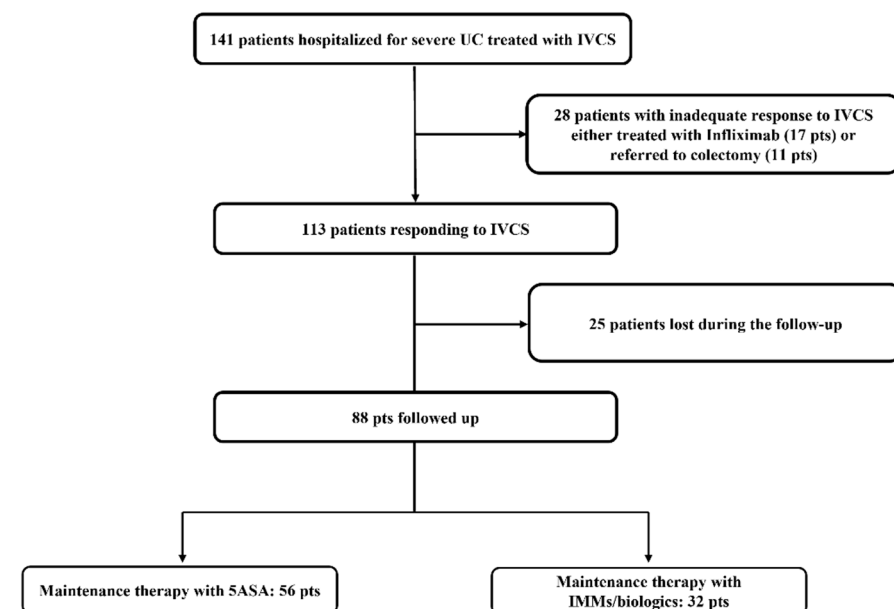 141 patients hospitalized for severe UC treated with IVCS
28 patients with inadequate response to IVCS
either treated with Infliximab (17 pts) or
referred to colectomy (11 pts)
113 patients responding to IVCS
25 patients lost during the follow-up
88 pts followed up
Maintenance therapy with 5ASA: 56 pts
Maintenance therapy with
IMMs/biologics: 32 pts